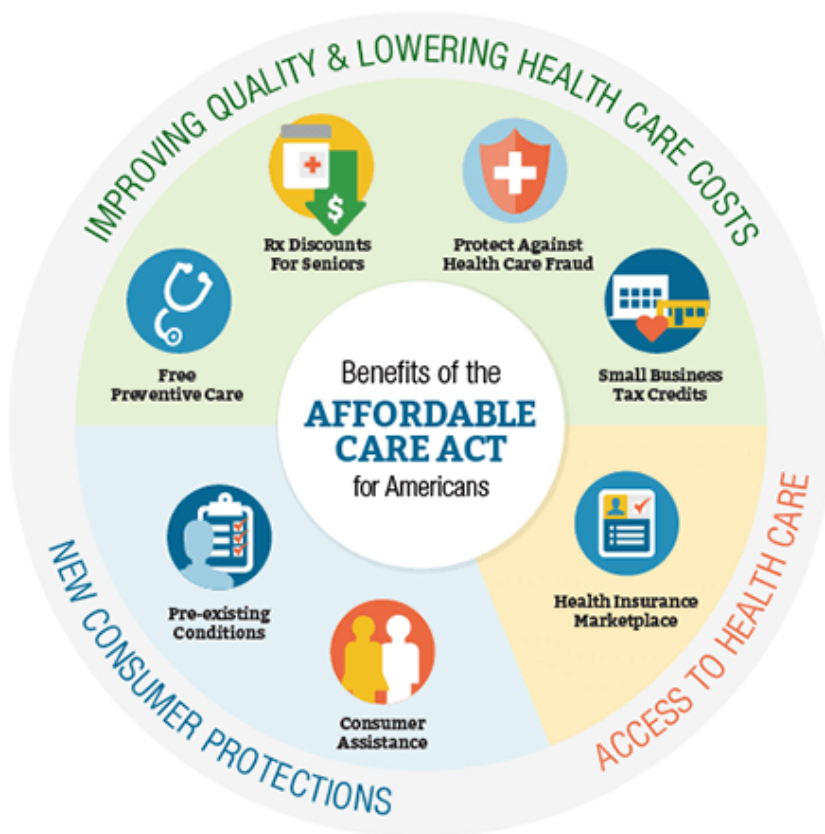 IMPROVING QUALITY & LOWERING HEALTH CARE COSTS
Rx Discounts
For Seniors
Protect Against
Health Care Fraud
Free
Preventive Care
Small Business
Tax Credits
Benefits of the
AFFORDABLE
CARE ACT
for Americans
Pre-existing
Conditions
Health Insurance
Marketplace
Consumer
Assistance
NEW CONSUMER PROTECTIONS
ACCESS TO HEALTH CARE
$